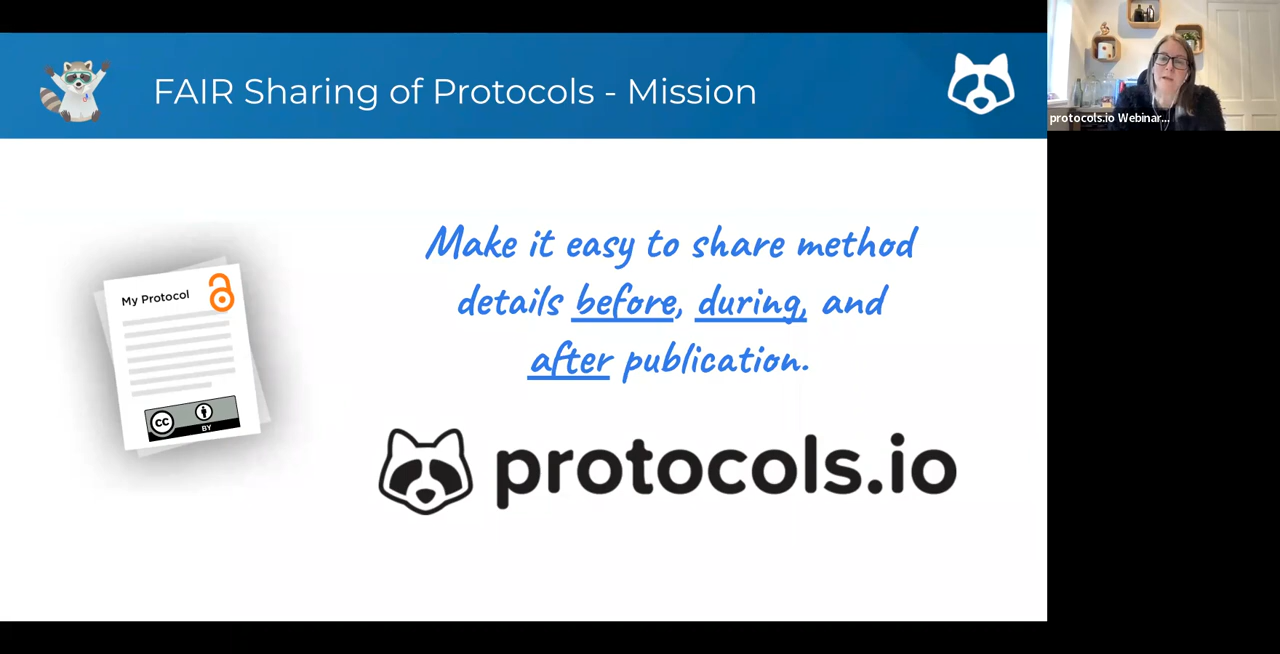 FAIR Sharing of Protocols - Mission
protocols.io Webinar...
My Protocol
CC
BY
Make it easy to share method
details before, during, and
after publication.
protocols.io